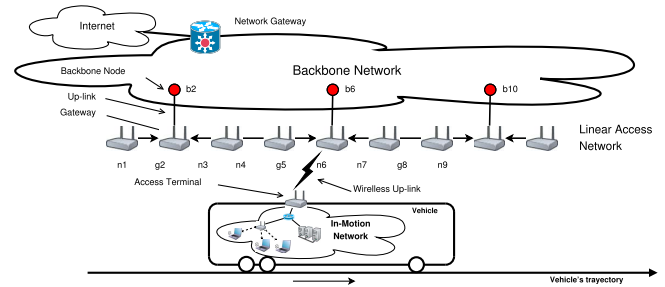 Internet
Network Gateway
Backbone Network
Backbone Node
b2
b6
b10
Up-link
Gateway
Linear Access
Network
n1
g2
n3
n4
g5
n6
n7
g8
n9
Access Terminal
Wireless Up-link
Vehicle
In-Motion
Network
Vehicle's trayectory